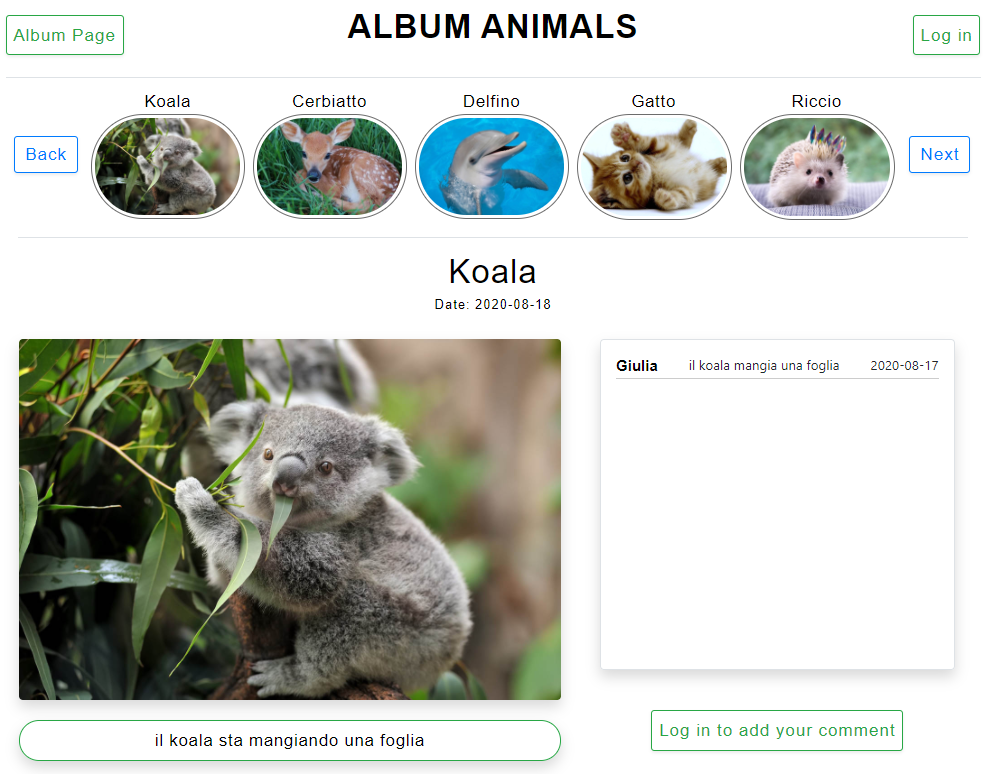 Album Page
ALBUM ANIMALS
Log in
Koala
Cerbiatto
Delfino
Gatto
Riccio
Back
Next
Koala
Date: 2020-08-18
Giulia il koala mangia una foglia 2020-08-17
il koala sta mangiando una foglia
Log in to add your comment